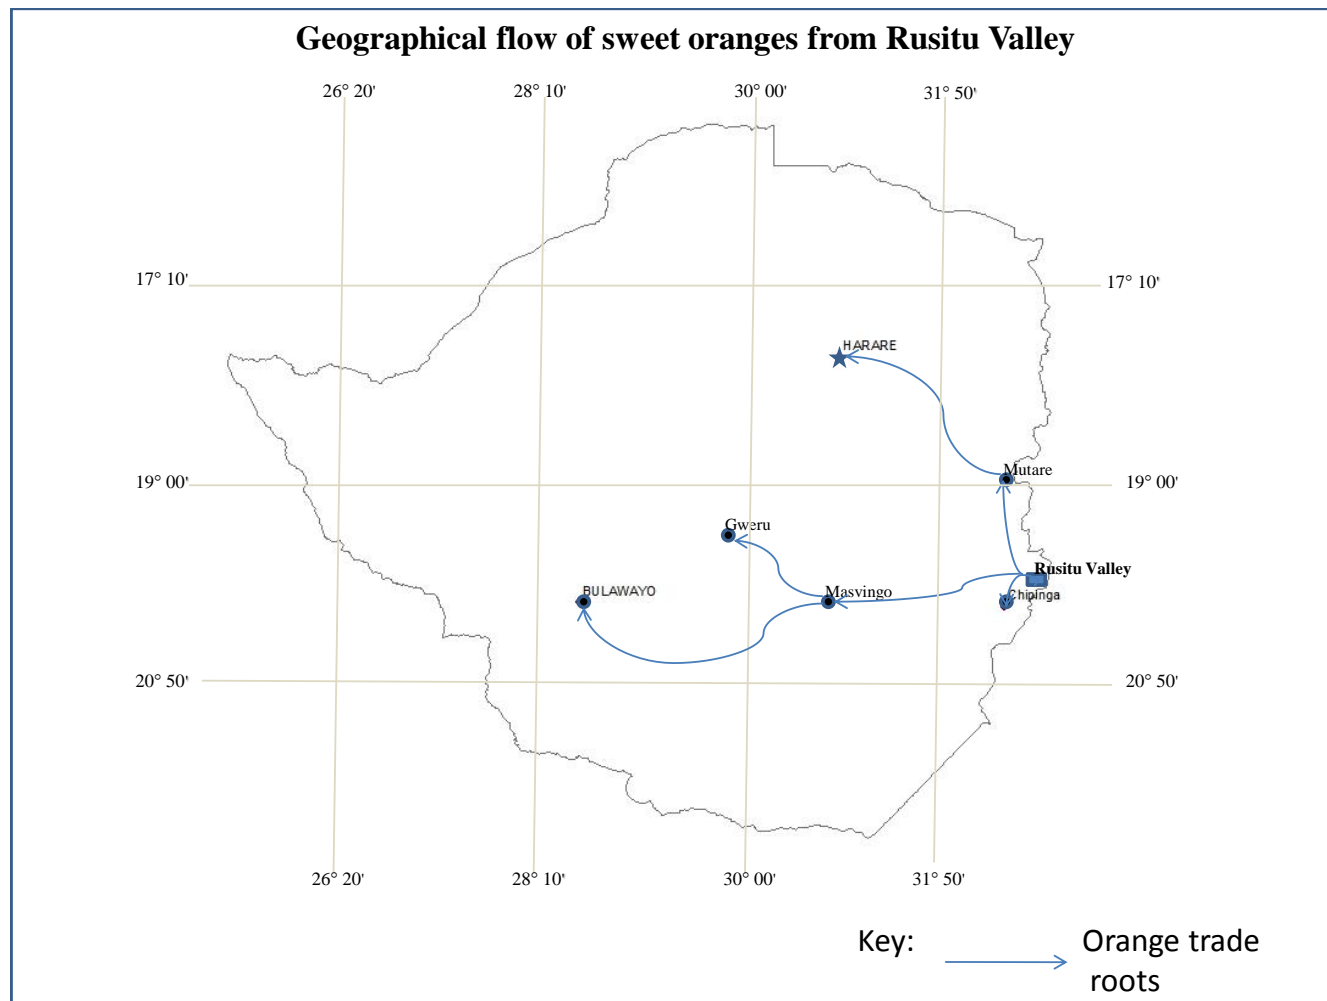 Geographical flow of sweet oranges from Rusitu Valley
26° 20' 28° 10' 30° 00' 31° 50'
17° 10' 17° 10'
HARARE
Mutare
19° 00' 19° 00'
Gweru
Rusitu Valley
BULAWAYO Masvingo Chipinga
20° 50' 20° 50'
26° 20' 28° 10' 30° 00' 31° 50'
Key: Orange trade
roots